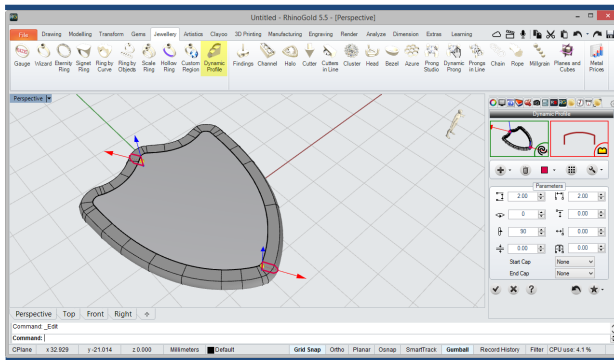 Untitled - RhinoGold 5.5 - [Perspective]
File Drawing Modelling Transform Gems Jewellery Artistics Clayoo 3D Printing Manufacturing Engraving Render Analyze Dimension Extras Learning
Gauge Wizard Eternity Ring Signet Ring Ring by Curve Ring by Objects Scale Ring Hollow Ring Custom Region Dynamic Profile Findings Channel Halo Cutter Cutters in Line Cluster Head Bezel Azure Prong Studio Dynamic Prong Prongs in Line Chain Rope Millgrain Planes and Cubes Metal Prices
Perspective
Dynamic Profile
Parameters
2.00 2.00
0 0.00
90 0.00
0.00 0.00
Start Cap None
End Cap None
Perspective Top Front Right
Command: _Edit
Command:
CPlane x 32.929 y -21.014 z 0.000 Millimeters Default Grid Snap Ortho Planar Osnap SmartTrack Gumball Record History Filter CPU use: 4.1 %